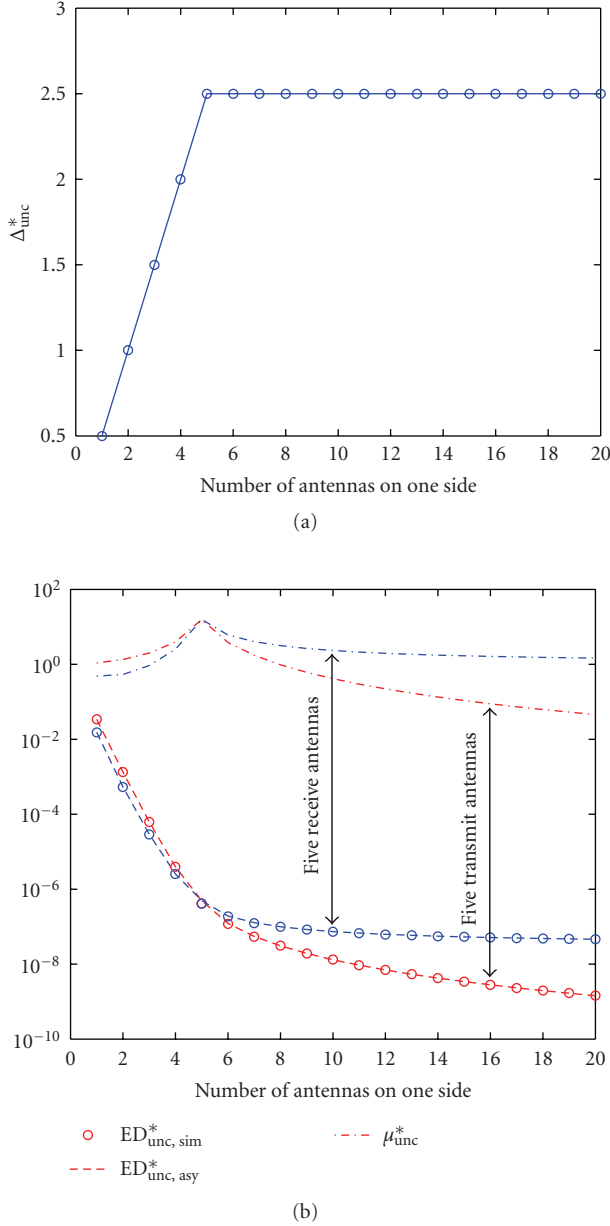 3
2.5
2
1.5
1
0.5
Δ*unc
0 2 4 6 8 10 12 14 16 18 20
Number of antennas on one side
(a)
10^2
10^0
10^−2
10^−4
10^−6
10^−8
10^−10
Five receive antennas
Five transmit antennas
0 2 4 6 8 10 12 14 16 18 20
Number of antennas on one side
ED*unc, sim
μ*unc
ED*unc, asy
(b)